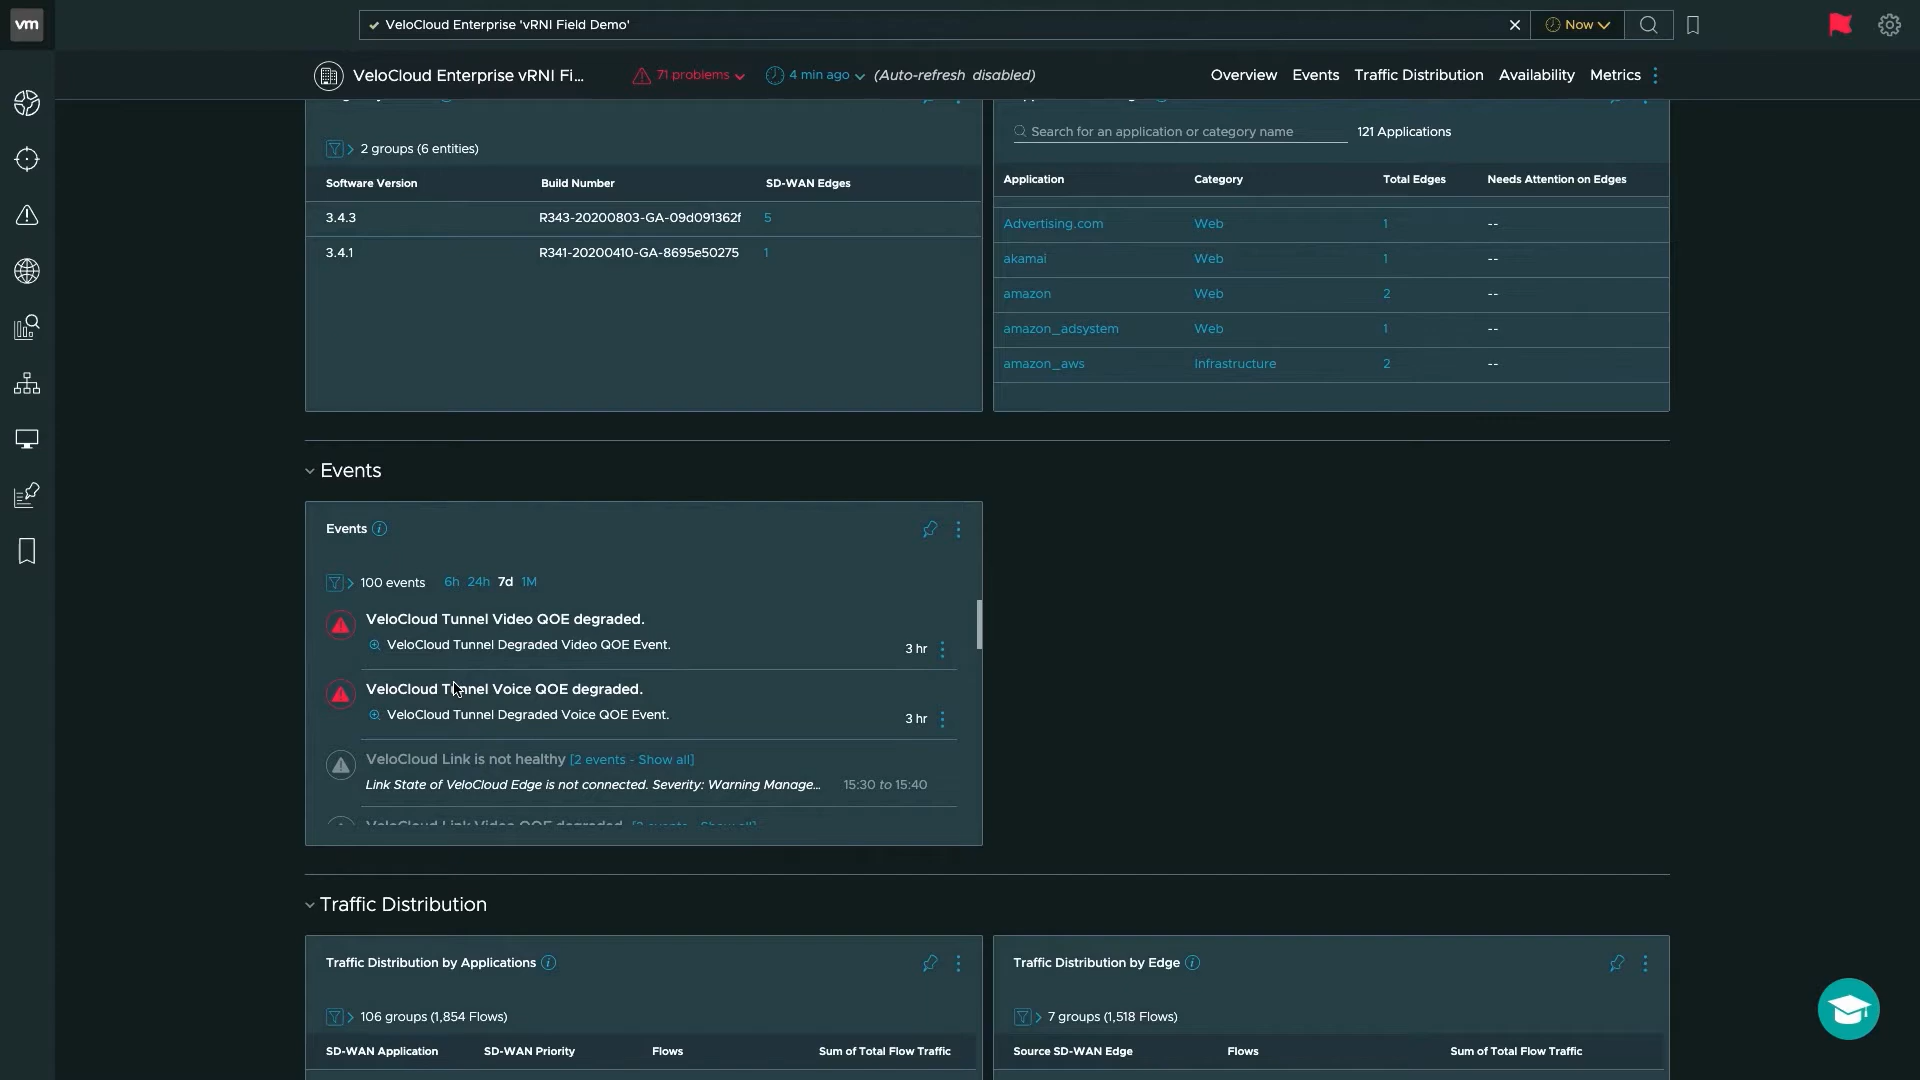 vm
VeloCloud Enterprise 'vRNI Field Demo'
Now
VeloCloud Enterprise vRNI Fi...
71 problems
4 min ago
(Auto-refresh disabled)
Overview
Events
Traffic Distribution
Availability
Metrics
2 groups (6 entities)
Software Version Build Number SD-WAN Edges
3.4.3 R343-20200803-GA-09d091362f 5
3.4.1 R341-20200410-GA-8695e50275 1
Search for an application or category name
121 Applications
Application Category Total Edges Needs Attention on Edges
Advertising.com Web 1 --
akamai Web 1 --
amazon Web 2 --
amazon_adsystem Web 1 --
amazon_aws Infrastructure 2 --
Events
Events
100 events 6h 24h 7d 1M
VeloCloud Tunnel Video QOE degraded.
VeloCloud Tunnel Degraded Video QOE Event. 3 hr
VeloCloud Tunnel Voice QOE degraded.
VeloCloud Tunnel Degraded Voice QOE Event. 3 hr
VeloCloud Link is not healthy [2 events - Show all]
Link State of VeloCloud Edge is not connected. Severity: Warning Manage... 15:30 to 15:40
VeloCloud Link Video QOE degraded.
Traffic Distribution
Traffic Distribution by Applications
106 groups (1,854 Flows)
SD-WAN Application SD-WAN Priority Flows Sum of Total Flow Traffic
Traffic Distribution by Edge
7 groups (1,518 Flows)
Source SD-WAN Edge Flows Sum of Total Flow Traffic